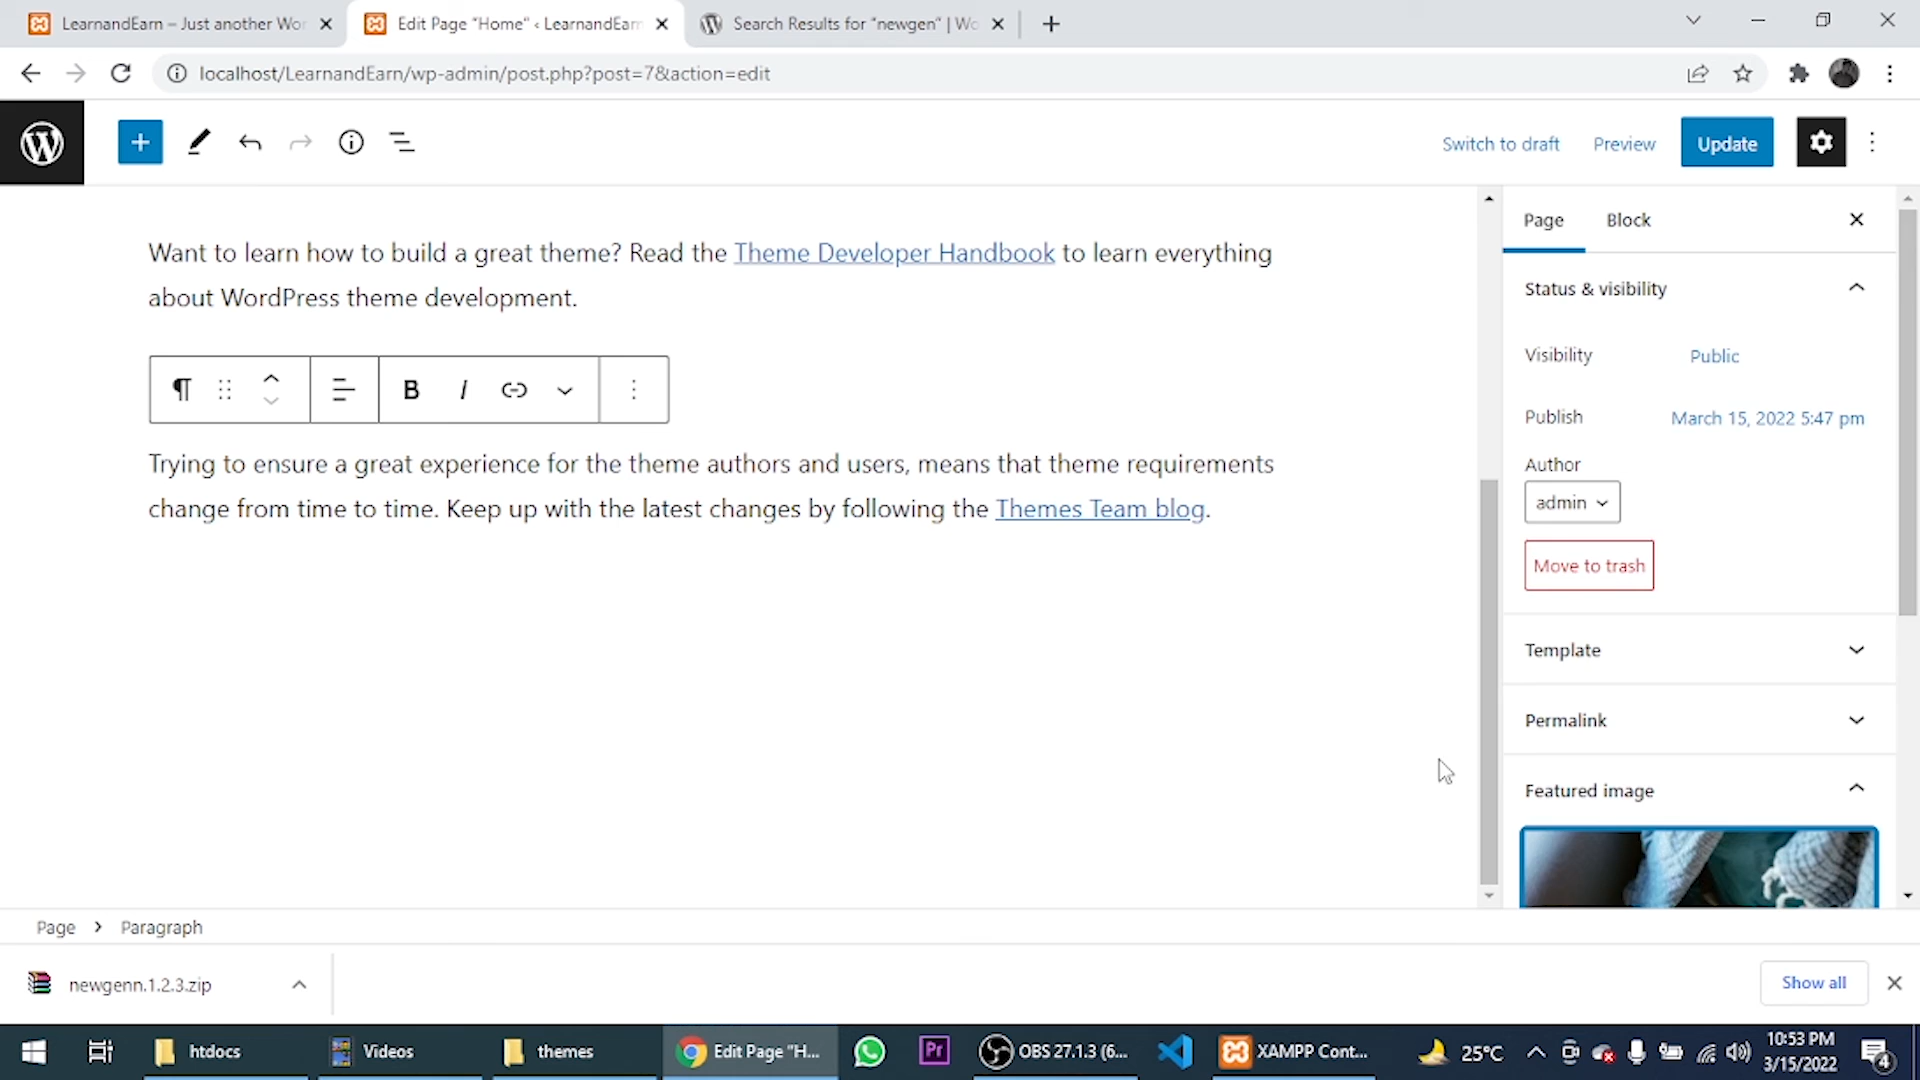 LearnandEarn – Just another Wor
Edit Page "Home" ‹ LearnandEarn
Search Results for "newgen" | Wo
localhost/LearnandEarn/wp-admin/post.php?post=7&action=edit
Switch to draft
Preview
Update
Want to learn how to build a great theme? Read the Theme Developer Handbook to learn everything
about WordPress theme development.
B I
Trying to ensure a great experience for the theme authors and users, means that theme requirements
change from time to time. Keep up with the latest changes by following the Themes Team blog.
Page Block
Status & visibility
Visibility Public
Publish March 15, 2022 5:47 pm
Author
admin
Move to trash
Template
Permalink
Featured image
Page > Paragraph
newgenn.1.2.3.zip
Show all
htdocs
Videos
themes
Edit Page "H...
Pr
OBS 27.1.3 (6...
XAMPP Cont...
25°C
10:53 PM
3/15/2022
4